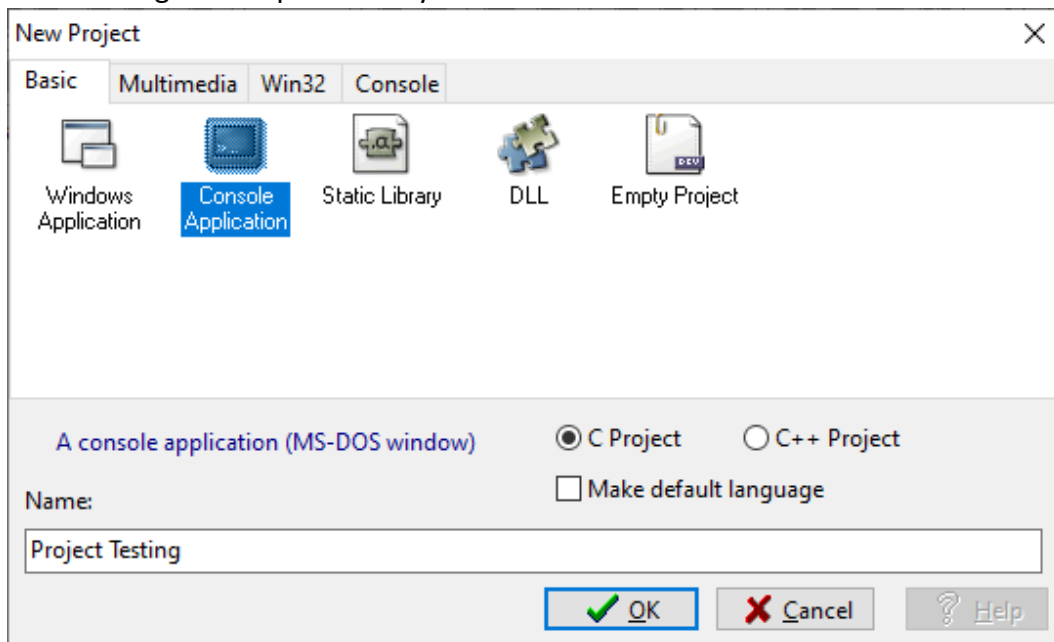 New Project
Basic Multimedia Win32 Console
Windows Application
Console Application
Static Library
DLL
Empty Project
A console application (MS-DOS window)
C Project
C++ Project
Make default language
Name:
Project Testing
OK
Cancel
Help